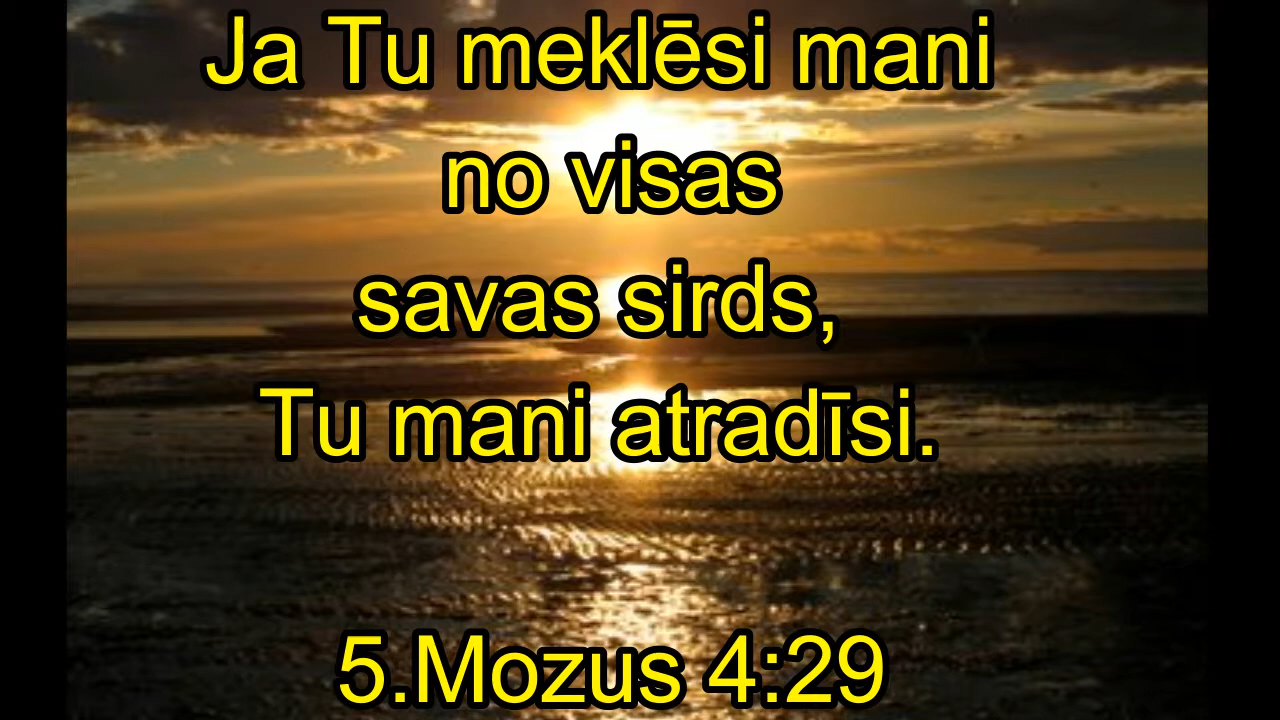 Ja Tu meklēsi mani
no visas
savas sirds,
Tu mani atradīsi.
5.Mozus 4:29